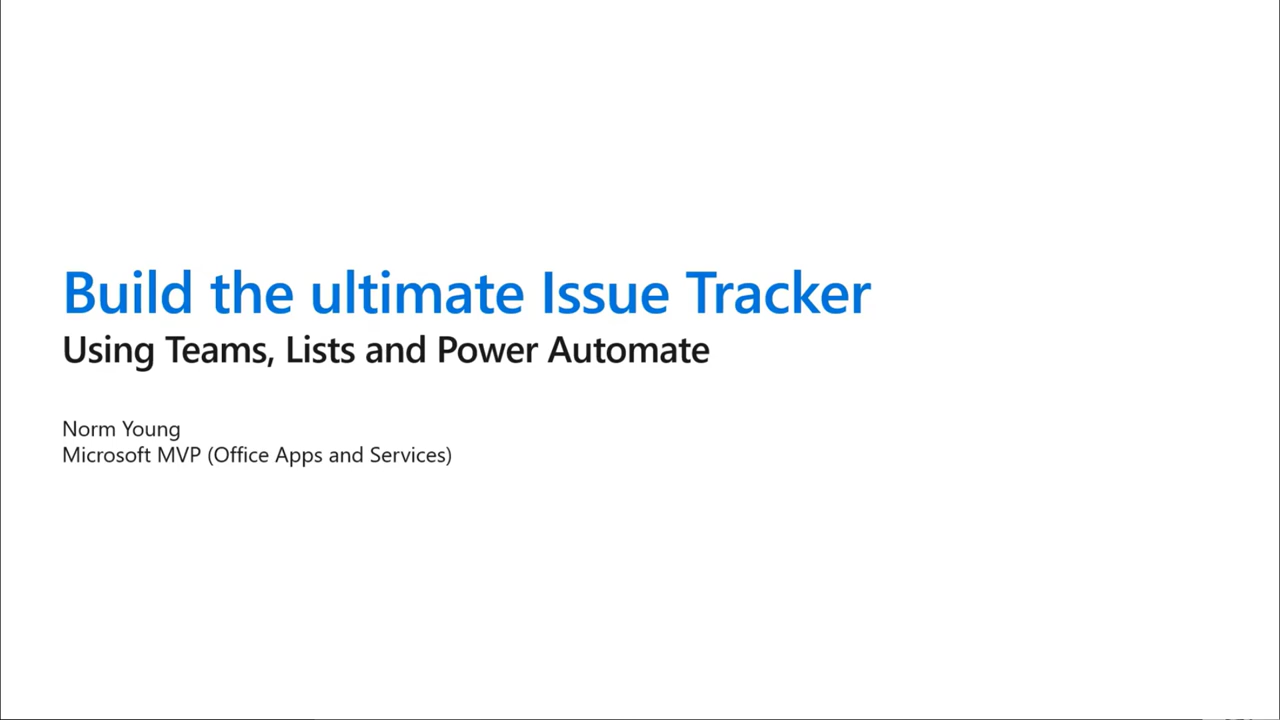 Build the ultimate Issue Tracker
Using Teams, Lists and Power Automate
Norm Young
Microsoft MVP (Office Apps and Services)